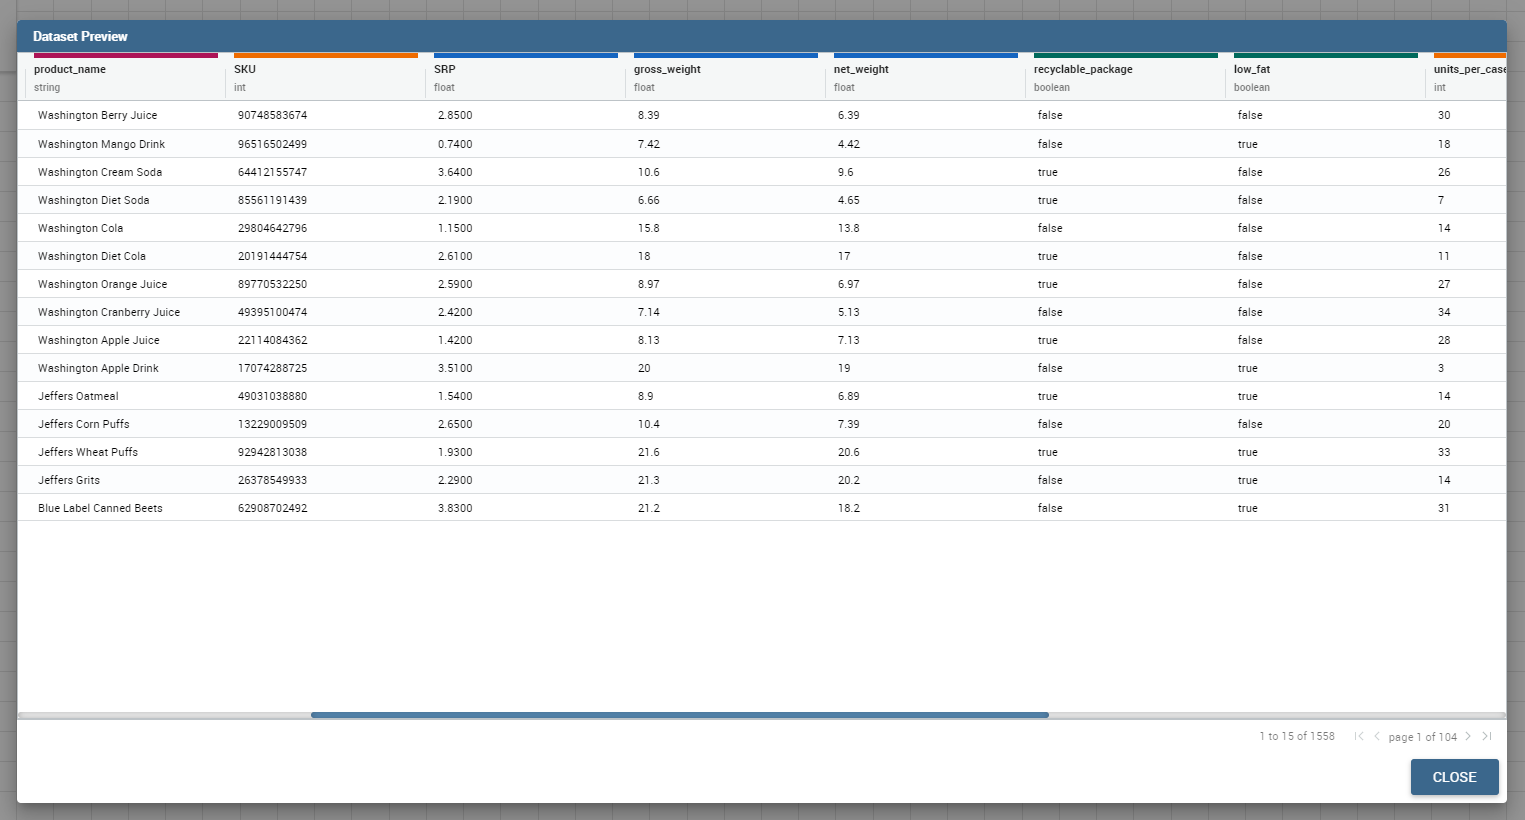 Dataset Preview
product_name SKU SRP gross_weight net_weight recyclable_package low_fat units_per_case
string int float float float boolean boolean int
Washington Berry Juice 90748583674 2.8500 8.39 6.39 false false 30
Washington Mango Drink 96516502499 0.7400 7.42 4.42 false true 18
Washington Cream Soda 64412155747 3.6400 10.6 9.6 true false 26
Washington Diet Soda 85561191439 2.1900 6.66 4.65 true false 7
Washington Cola 29804642796 1.1500 15.8 13.8 false false 14
Washington Diet Cola 20191444754 2.6100 18 17 true false 11
Washington Orange Juice 89770532250 2.5900 8.97 6.97 true false 27
Washington Cranberry Juice 49395100474 2.4200 7.14 5.13 false false 34
Washington Apple Juice 22114084362 1.4200 8.13 7.13 true false 28
Washington Apple Drink 17074288725 3.5100 20 19 false true 3
Jeffers Oatmeal 49031038880 1.5400 8.9 6.89 true true 14
Jeffers Corn Puffs 13229009509 2.6500 10.4 7.39 false false 20
Jeffers Wheat Puffs 92942813038 1.9300 21.6 20.6 true true 33
Jeffers Grits 26378549933 2.2900 21.3 20.2 false true 14
Blue Label Canned Beets 62908702492 3.8300 21.2 18.2 false true 31
1 to 15 of 1558 page 1 of 104
CLOSE